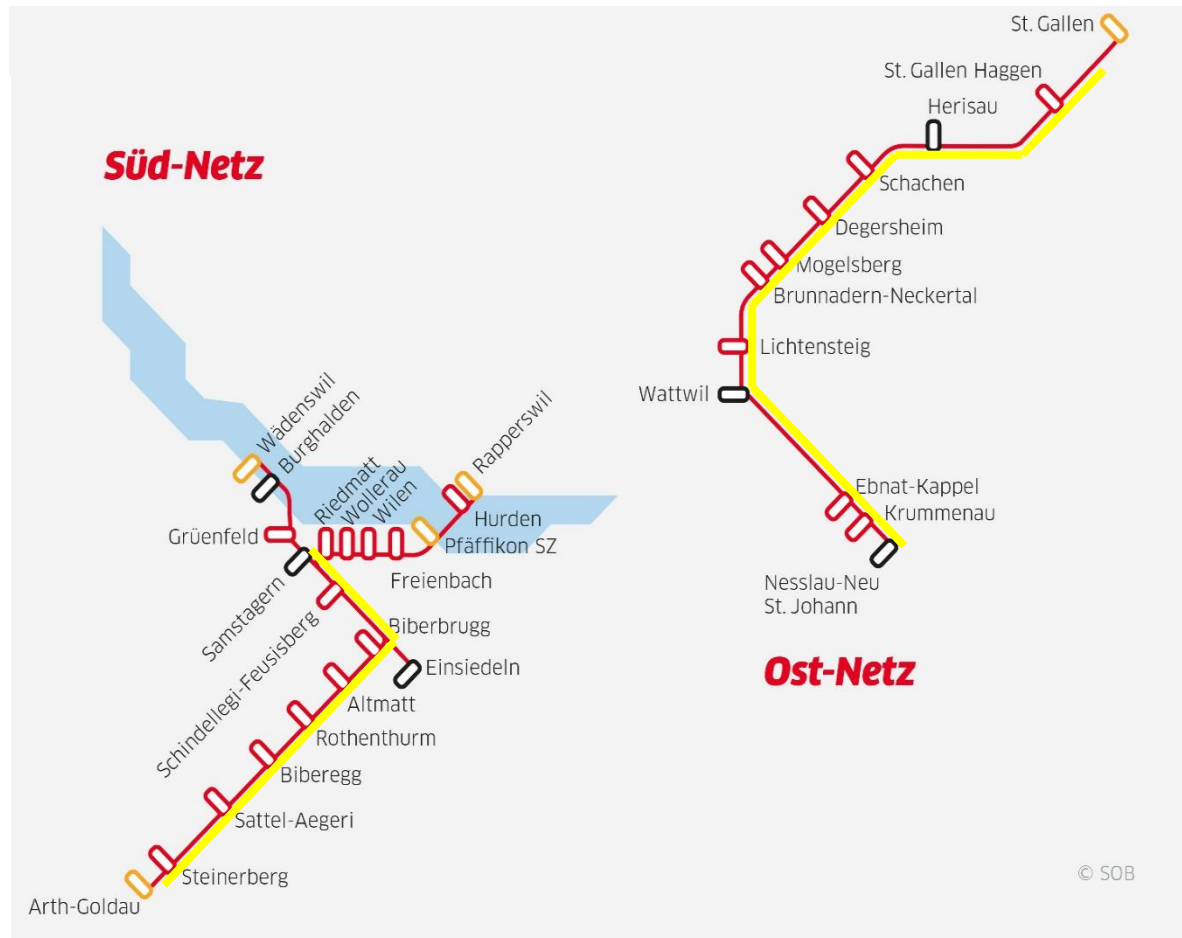 St. Gallen
St. Gallen Haggen
Herisau
Süd-Netz
Schachen
Degersheim
Mogelsberg
Brunnadern-Neckertal
Lichtensteig
Wattwil
Wädenswil
Burghalden
Rapperswil
Riedmatt
Wollerau
Wilen
Ebnat-Kappel
Krummenau
Hurden
Grüenfeld
Pfäffikon SZ
Freienbach
Nesslau-Neu
St. Johann
Samstagern
Schindellegi-Feusisberg
Biberbrugg
Einsiedeln
Ost-Netz
Altmatt
Rothenthurm
Biberegg
Sattel-Aegeri
Steinerberg
© SOB
Arth-Goldau